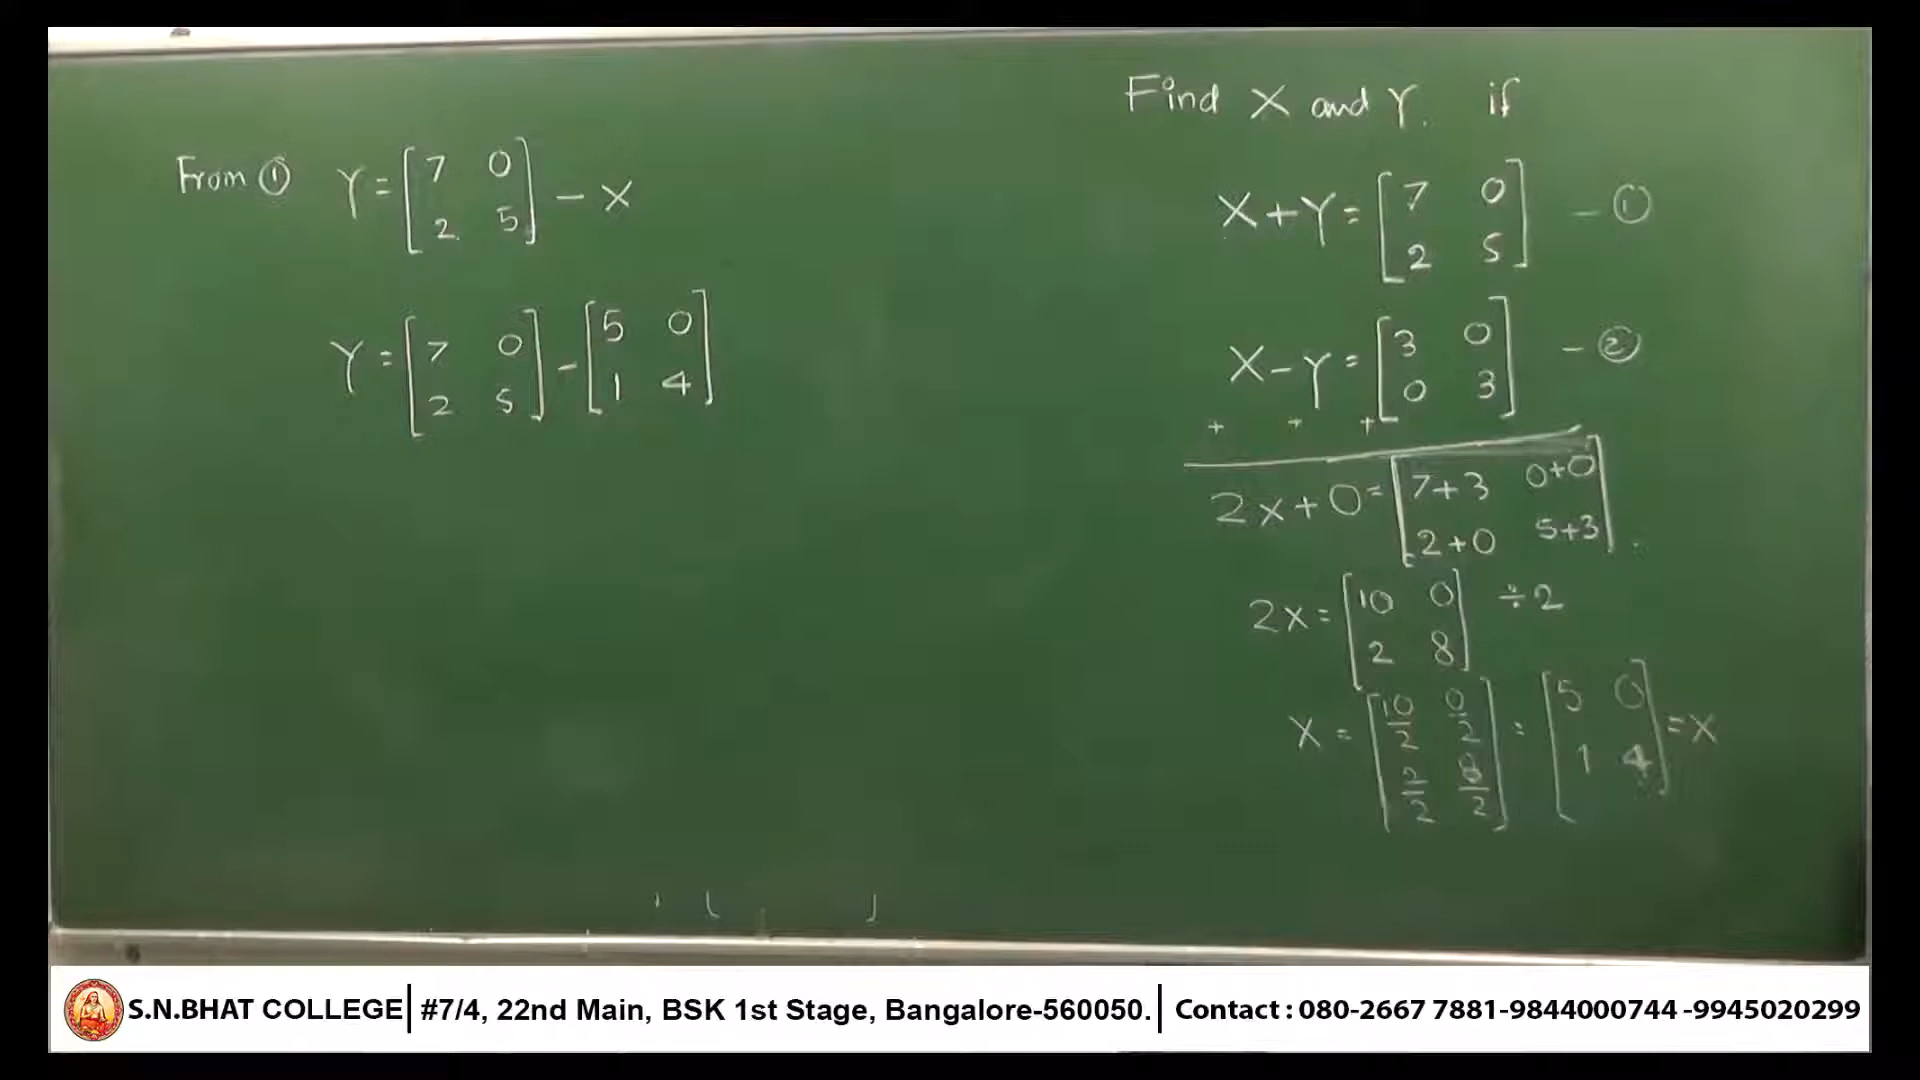 Find X and Y. if
X+Y = [7 0
2 5] - ①
X-Y = [3 0
0 3] - ②
+ + +
2X+0 = [7+3 0+0
2+0 5+3].
2X = [10 0
2 8] ÷2
X = [10/2 0/2
2/2 8/2] = [5 0
1 4] = X
From ① Y = [7 0
2. 5] - X
Y = [7 0
2 5] - [5 0
1 4]
S.N.BHAT COLLEGE | #7/4, 22nd Main, BSK 1st Stage, Bangalore-560050. | Contact : 080-2667 7881-9844000744 -9945020299